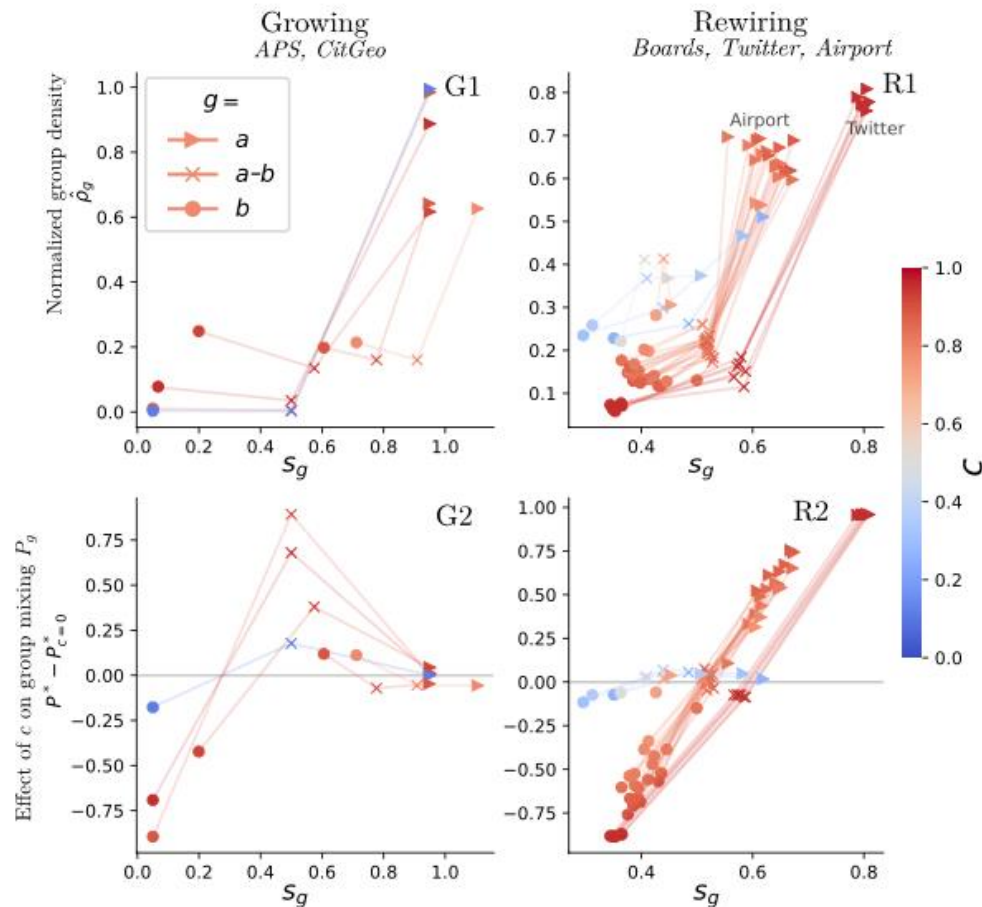 Growing
APS, CitGeo
Rewiring
Boards, Twitter, Airport
Normalized group density
ρ̂_g
1.0
0.8
0.6
0.4
0.2
0.0
G1
g =
a
a-b
b
0.0 0.2 0.4 0.6 0.8 1.0
s_g
0.8
0.7
0.6
0.5
0.4
0.3
0.2
0.1
R1
Airport
Twitter
0.4 0.6 0.8
s_g
Effect of c on group mixing P_g
P* − P*_{c=0}
0.75
0.50
0.25
0.00
−0.25
−0.50
−0.75
G2
0.0 0.2 0.4 0.6 0.8 1.0
s_g
1.00
0.75
0.50
0.25
0.00
−0.25
−0.50
−0.75
R2
0.4 0.6 0.8
s_g
1.0
0.8
0.6
0.4
0.2
0.0
c